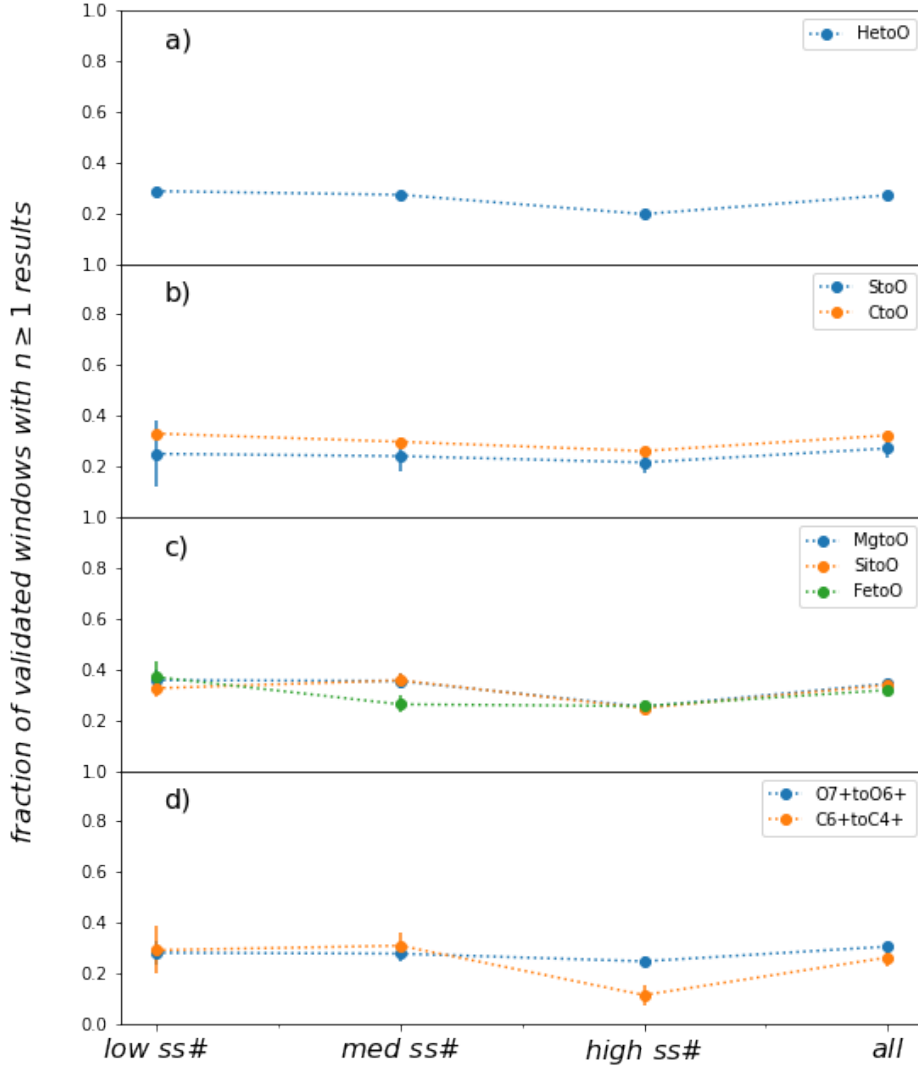 fraction of validated windows with n ≥ 1 results
1.0
a)
HetoO
0.8
0.6
0.4
0.2
1.0
b)
StoO
CtoO
0.8
0.6
0.4
0.2
1.0
c)
MgtoO
SitoO
FetoO
0.8
0.6
0.4
0.2
1.0
d)
O7+toO6+
C6+toC4+
0.8
0.6
0.4
0.2
0.0
low ss# med ss# high ss# all